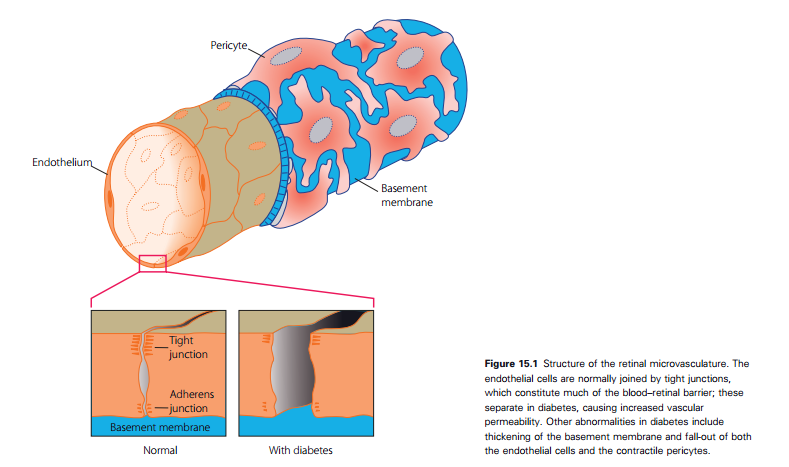 Pericyte
Endothelium
Basement
membrane
Tight
junction
Adherens
junction
Basement membrane
Normal
With diabetes
Figure 15.1 Structure of the retinal microvasculature. The
endothelial cells are normally joined by tight junctions,
which constitute much of the blood–retinal barrier; these
separate in diabetes, causing increased vascular
permeability. Other abnormalities in diabetes include
thickening of the basement membrane and fall-out of both
the endothelial cells and the contractile pericytes.